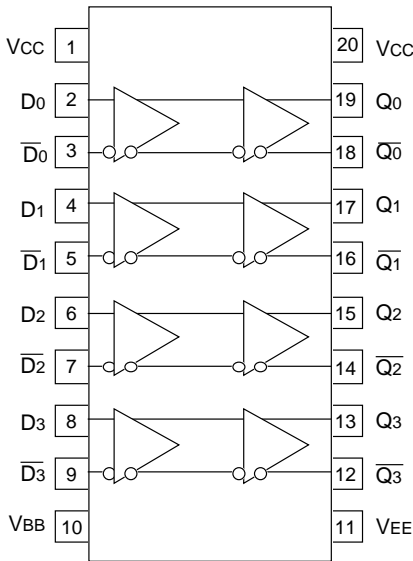 VCC 1 20 VCC
D0 2 19 Q0
D̅0 3 18 Q̅0
D1 4 17 Q1
D̅1 5 16 Q̅1
D2 6 15 Q2
D̅2 7 14 Q̅2
D3 8 13 Q3
D̅3 9 12 Q̅3
VBB 10 11 VEE